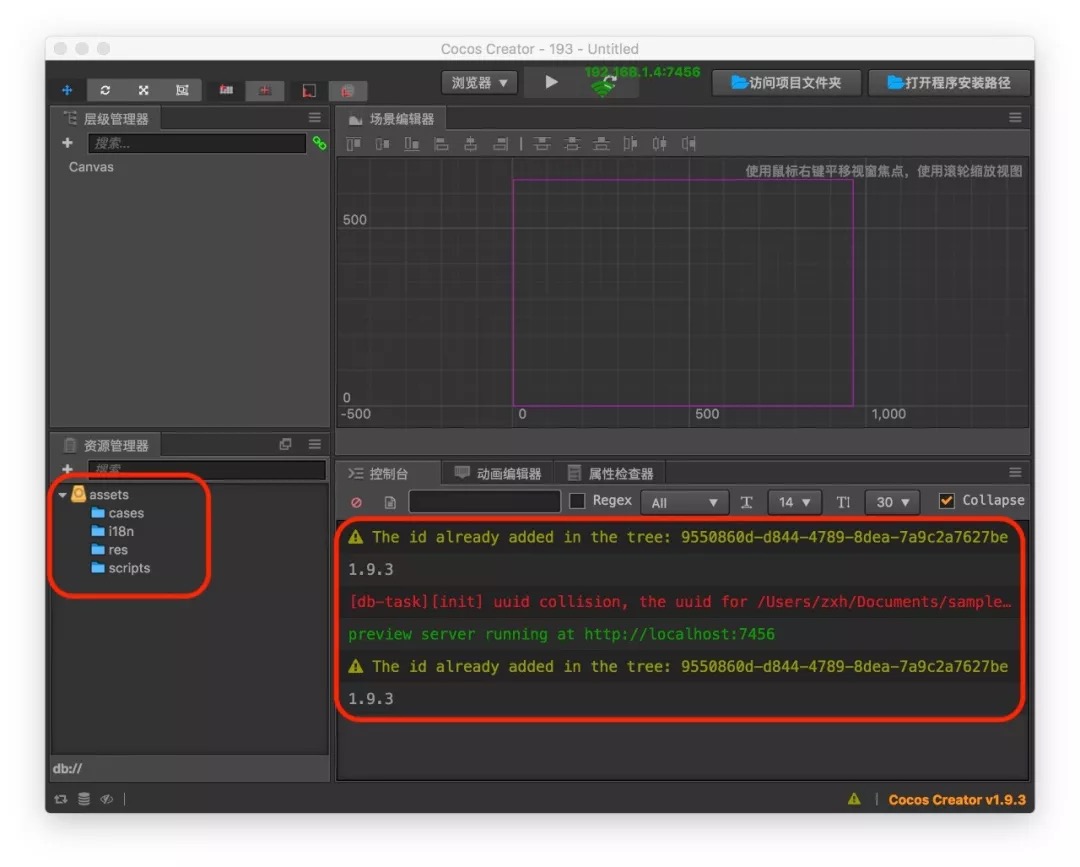 Cocos Creator - 193 - Untitled
浏览器 ▼
192.168.1.4:7456
访问项目文件夹
打开程序安装路径
层级管理器
搜索...
Canvas
场景编辑器
使用鼠标右键平移视窗焦点，使用滚轮缩放视图
500
0
-500 0 500 1,000
资源管理器
搜索
assets
cases
i18n
res
scripts
db://
控制台
动画编辑器
属性检查器
Regex
All ▼
14 ▼
30 ▼
Collapse
The id already added in the tree: 9550860d-d844-4789-8dea-7a9c2a7627be
1.9.3
[db-task][init] uuid collision, the uuid for /Users/zxh/Documents/sample…
preview server running at http://localhost:7456
The id already added in the tree: 9550860d-d844-4789-8dea-7a9c2a7627be
1.9.3
Cocos Creator v1.9.3